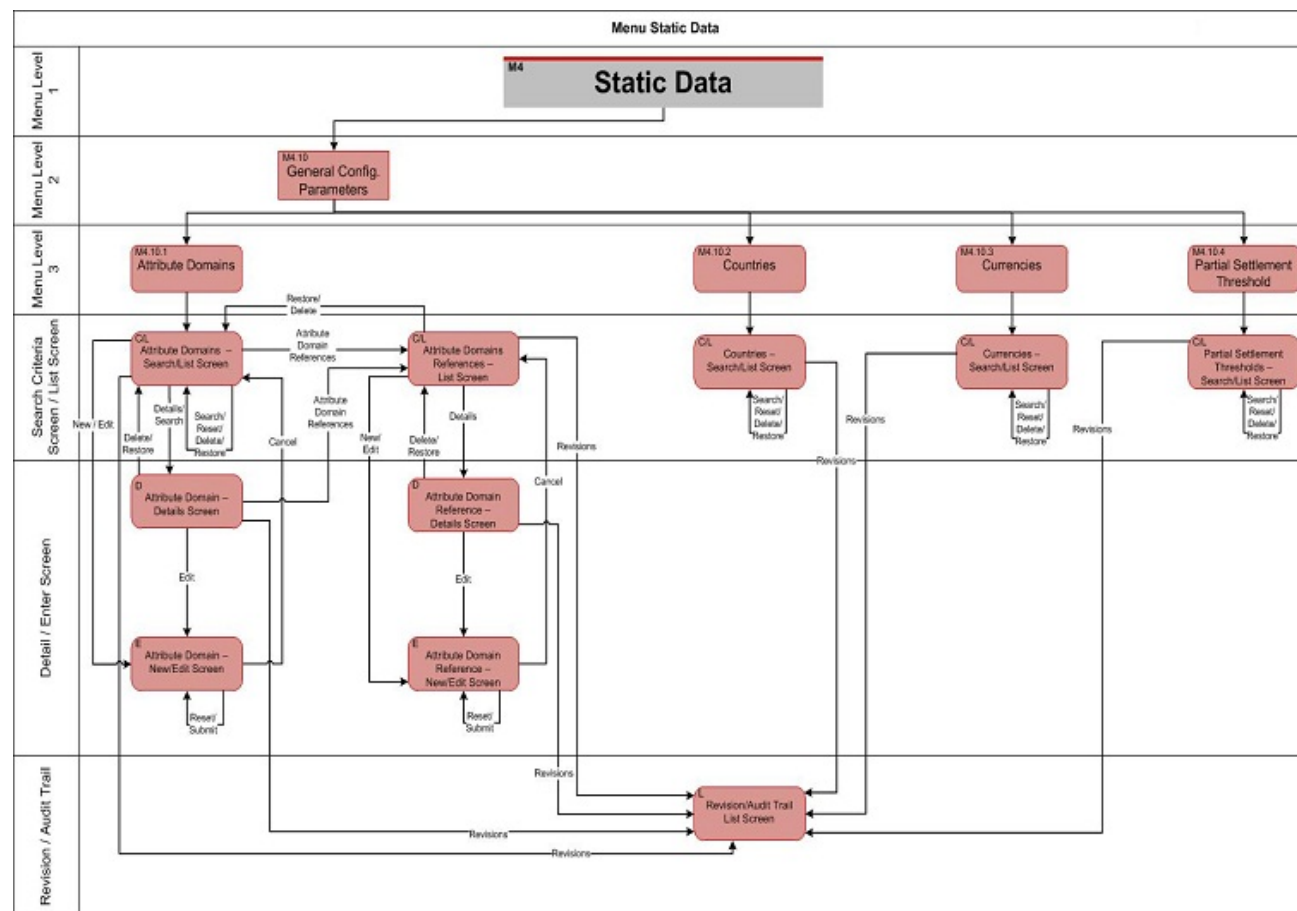 Menu Static Data
Menu Level
1
M4
Static Data
Menu Level
2
M4.10
General Config.
Parameters
Menu Level
3
M4.10.1
Attribute Domains
M4.10.2
Countries
M4.10.3
Currencies
M4.10.4
Partial Settlement
Threshold
Search Criteria
Screen / List Screen
Restore/
Delete
C/L
Attribute Domains –
Search/List Screen
Attribute
Domain
References
C/L
Attribute Domains
References –
List Screen
C/L
Countries –
Search/List Screen
C/L
Currencies –
Search/List Screen
C/L
Partial Settlement
Thresholds –
Search/List Screen
New / Edit
Delete/
Restore
Details/
Search
Search/
Reset/
Delete/
Restore
Cancel
Attribute
Domain
References
New/
Edit
Delete/
Restore
Details
Revisions
Search/
Reset/
Delete/
Restore
Revisions
Revisions
Search/
Reset/
Delete/
Restore
Revisions
Search/
Reset/
Delete/
Restore
Detail / Enter Screen
D
Attribute Domain –
Details Screen
D
Attribute Domain
Reference –
Details Screen
Cancel
Edit
Edit
E
Attribute Domain –
New/Edit Screen
E
Attribute Domain
Reference –
New/Edit Screen
Reset/
Submit
Reset/
Submit
Revision / Audit Trail
Revisions
L
Revision/Audit Trail
List Screen
Revisions
Revisions